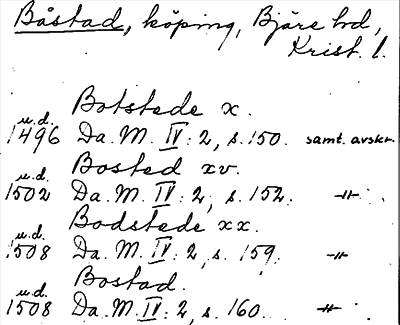 Båstad, köping, Bjäre hd,
Krist. l.
Botstede x.
u.d.
1496 Da. M. IV: 2, s. 150. samt. avskr.
Bosted xv.
u.d.
1502 Da. M. IV: 2, s. 152. -"-
Bodstede xx.
u.d.
1508 Da. M. IV: 2, s. 159. -"-
Bostad.
u.d.
1508 Da. M. IV: 2, s. 160. -"-